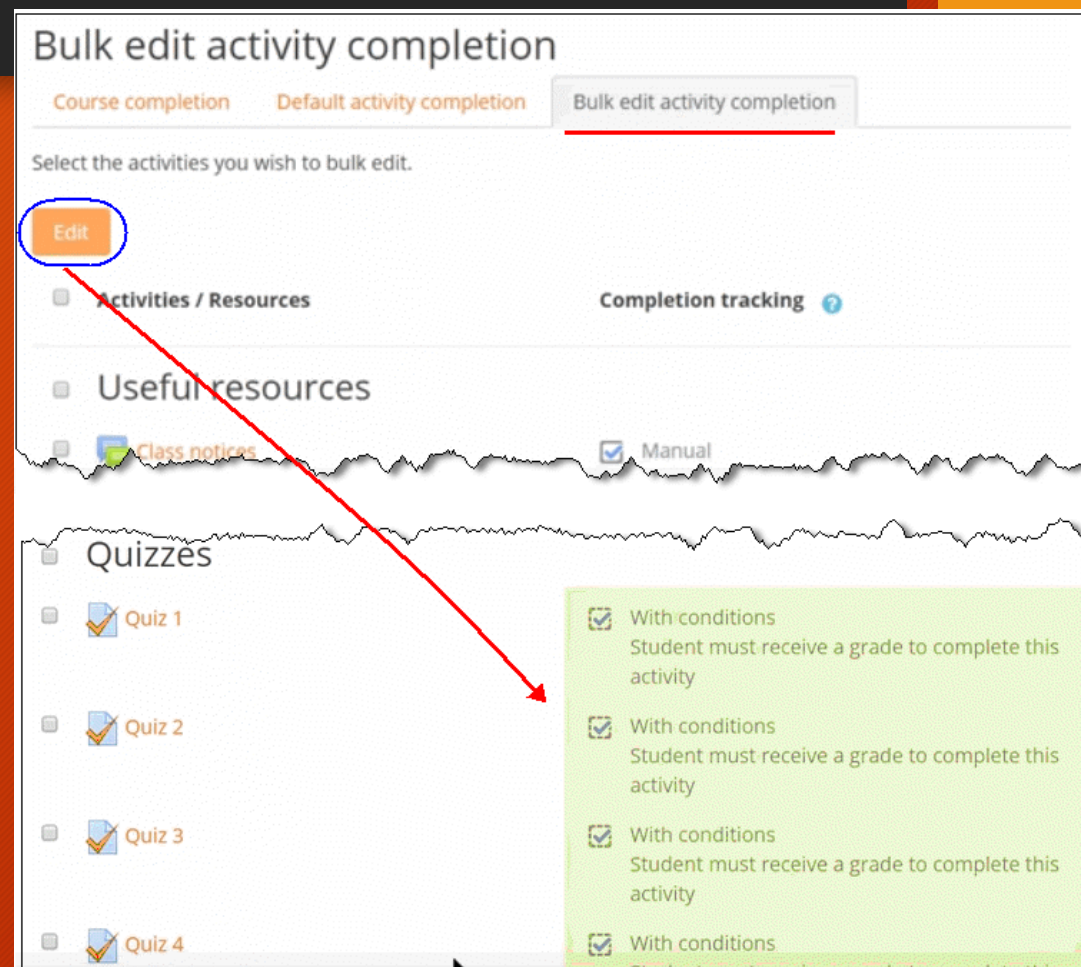 Bulk edit activity completion
Course completion Default activity completion Bulk edit activity completion
Select the activities you wish to bulk edit.
Edit
Activities / Resources Completion tracking ?
Useful resources
Class notices Manual
Quizzes
Quiz 1 With conditions
Student must receive a grade to complete this
activity
Quiz 2 With conditions
Student must receive a grade to complete this
activity
Quiz 3 With conditions
Student must receive a grade to complete this
activity
Quiz 4 With conditions